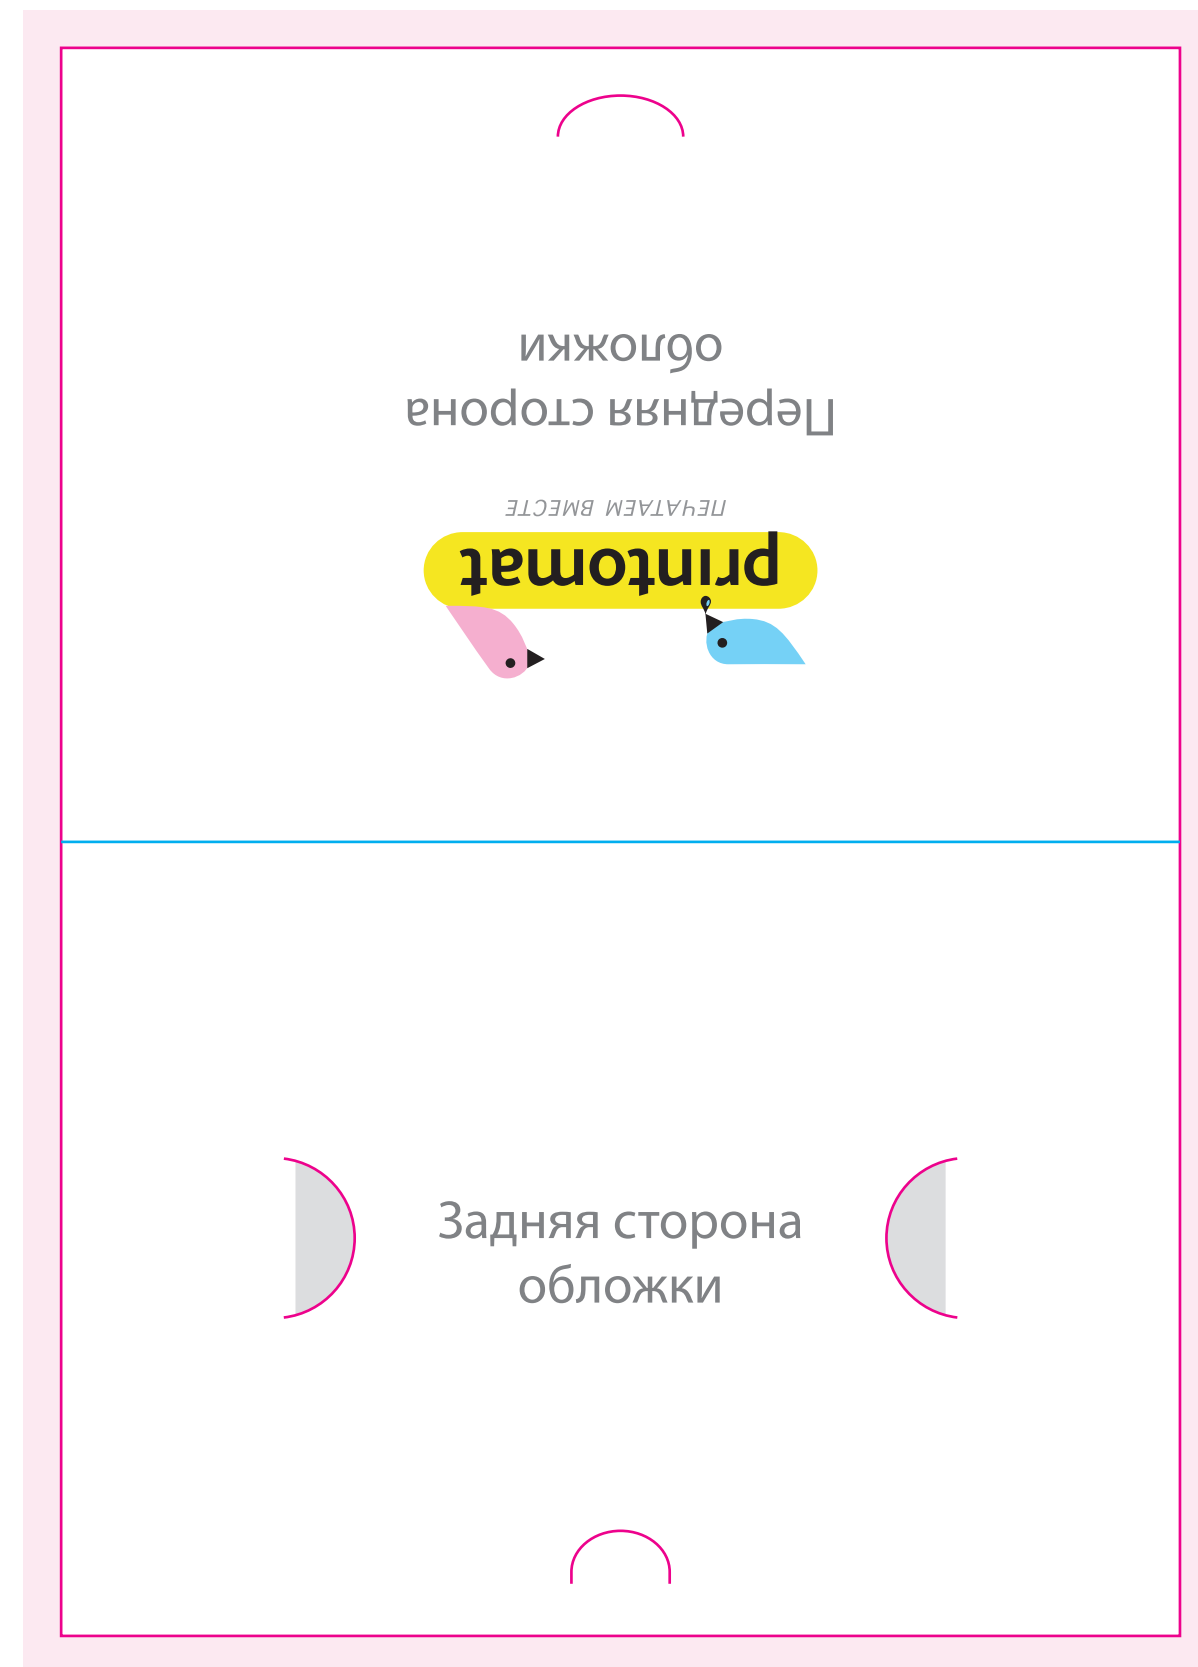 printomat
ПЕЧАТАЕМ ВМЕСТЕ
Передняя сторона
обложки
Задняя сторона
обложки